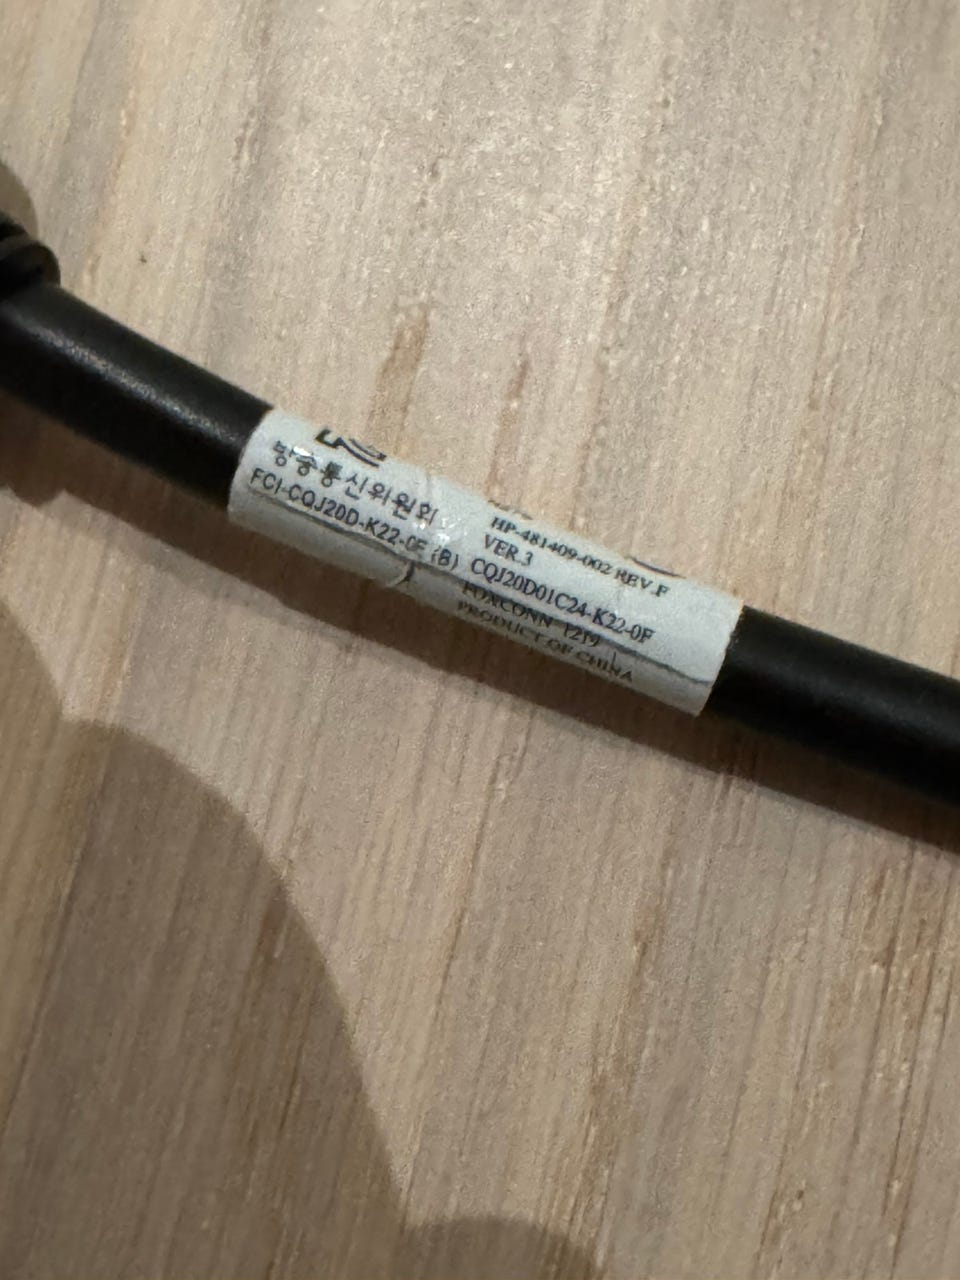 방송통신위원회
FCI-CQJ20D-K22-0F (B)
HP-481409-002 REV.F
VER.3
CQJ20D01C24-K22-0F
FOXCONN 1219
PRODUCT OF CHINA